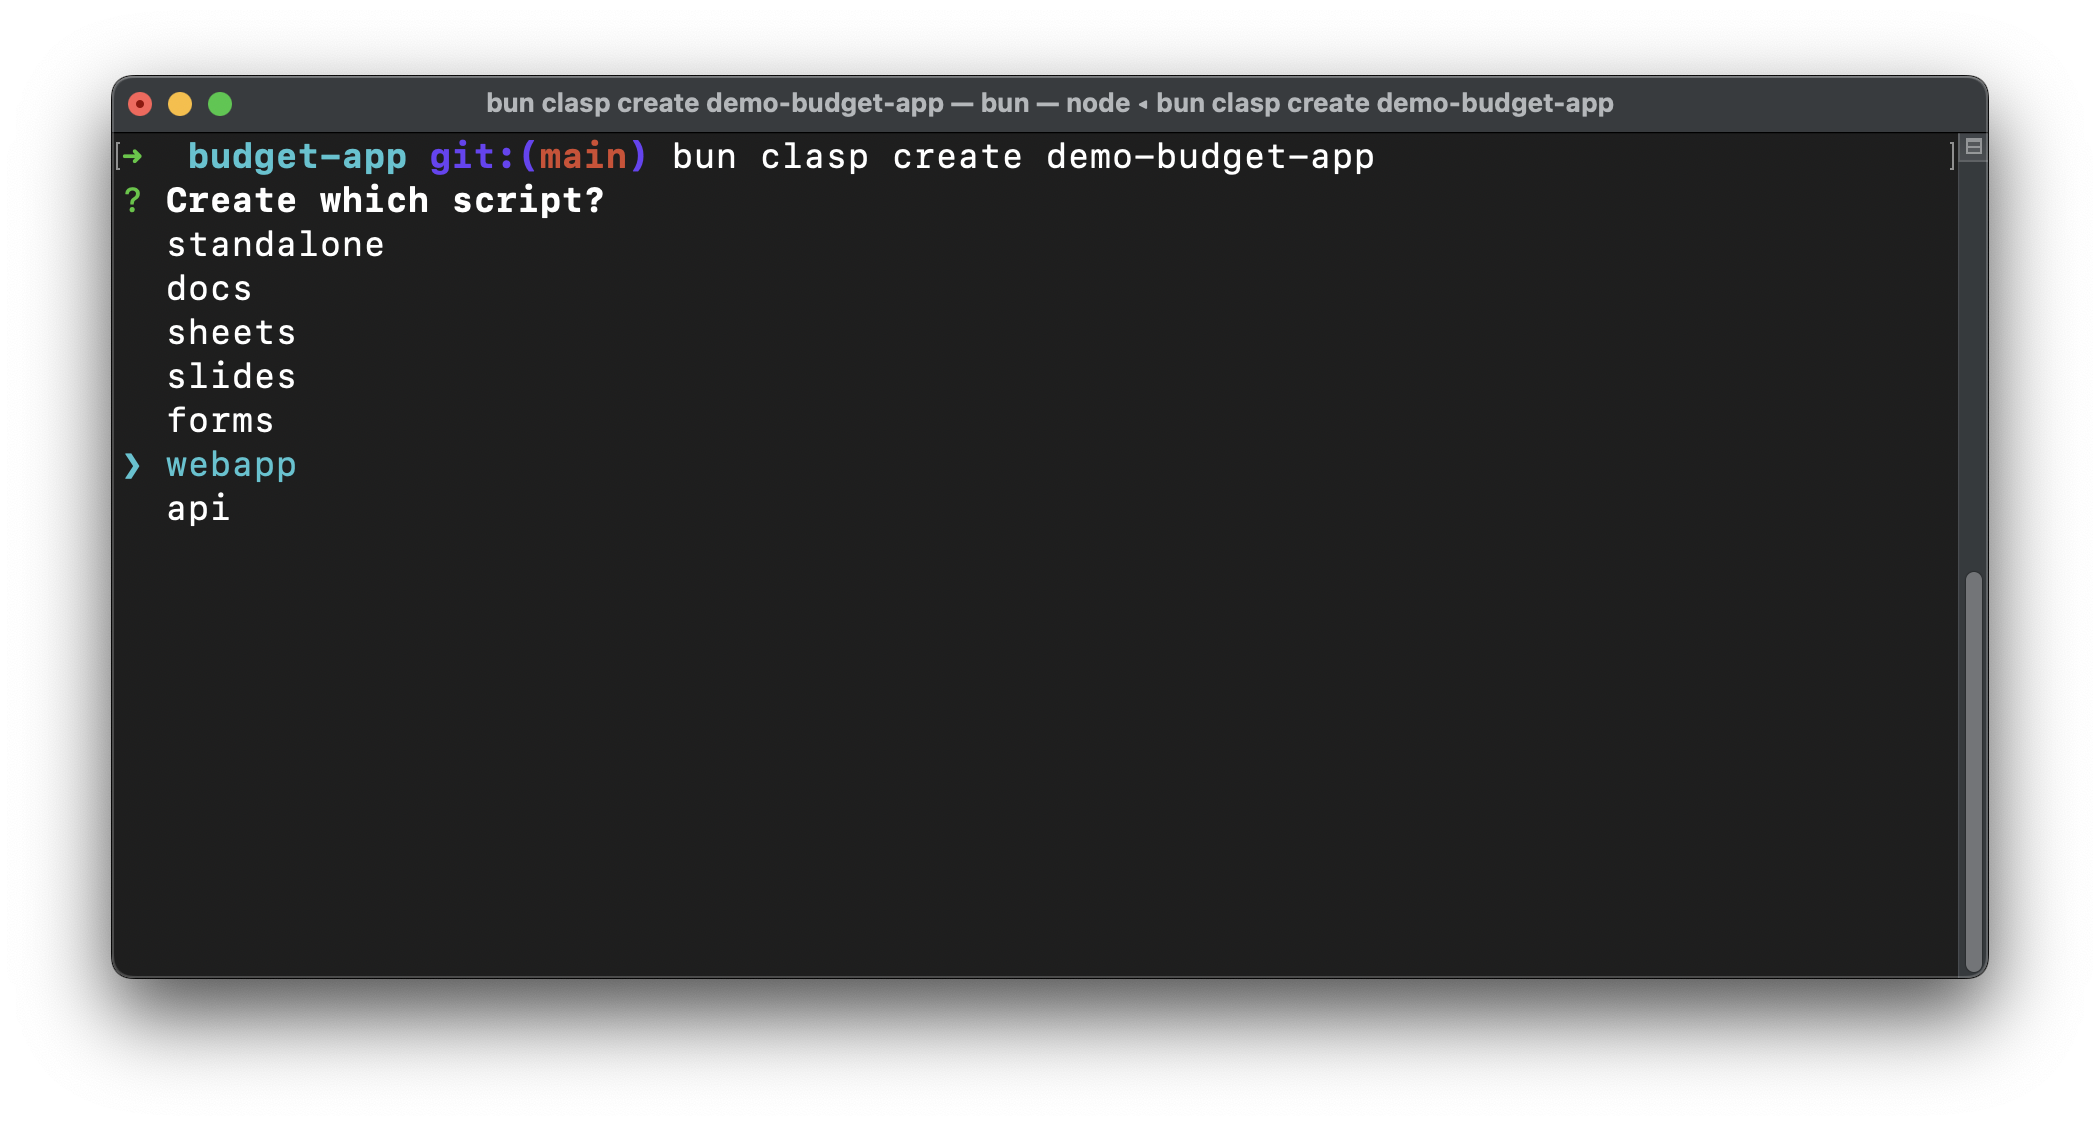 bun clasp create demo-budget-app — bun — node ◂ bun clasp create demo-budget-app
[➜  budget-app git:(main) bun clasp create demo-budget-app ]
? Create which script?
standalone
docs
sheets
slides
forms
❯ webapp
api